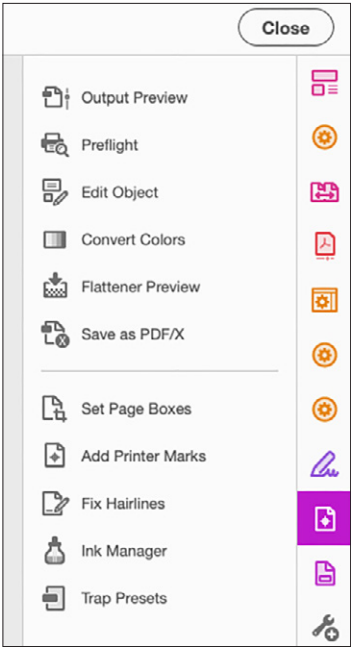 Close
Output Preview
Preflight
Edit Object
Convert Colors
Flattener Preview
Save as PDF/X
Set Page Boxes
Add Printer Marks
Fix Hairlines
Ink Manager
Trap Presets